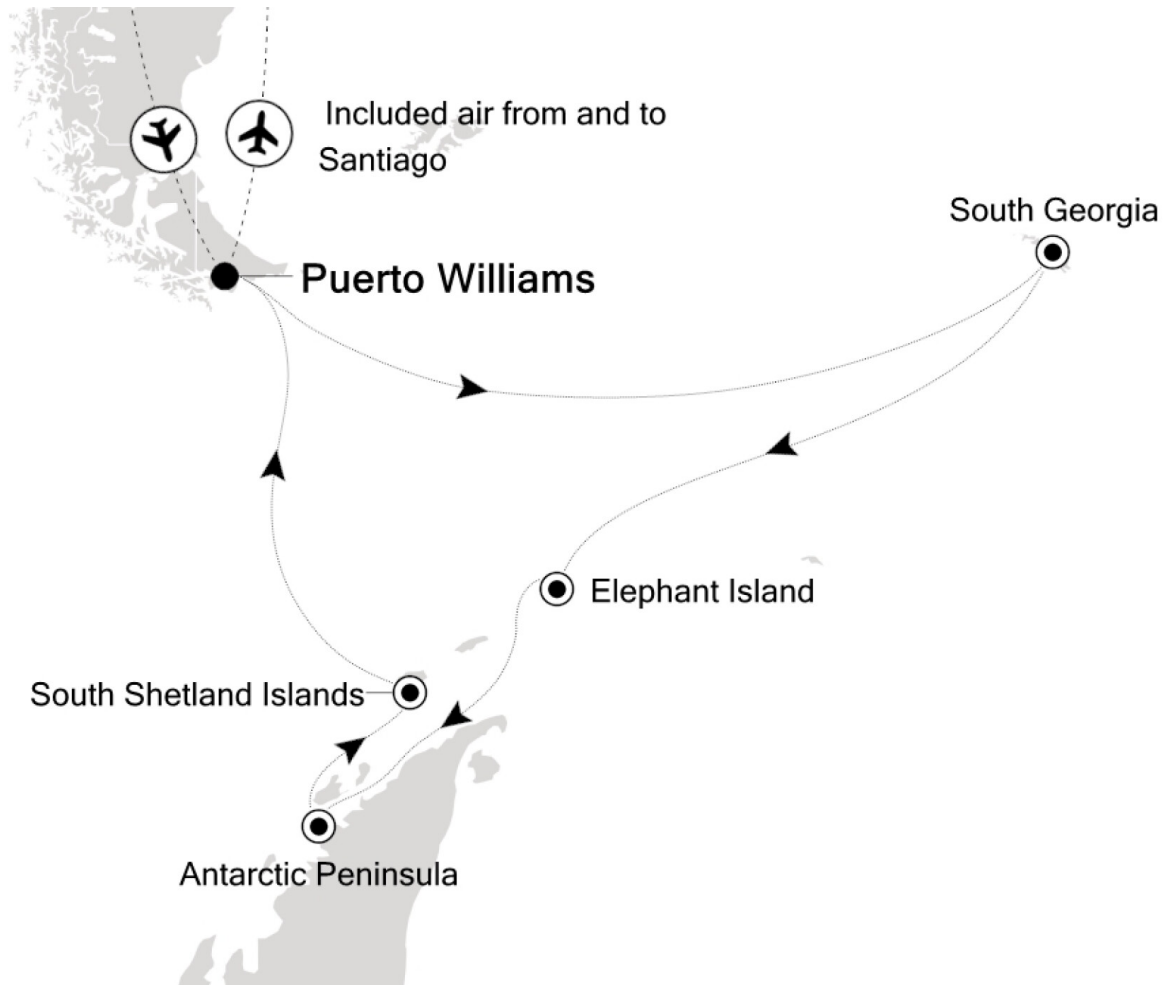 Included air from and to
Santiago
South Georgia
Puerto Williams
Elephant Island
South Shetland Islands
Antarctic Peninsula